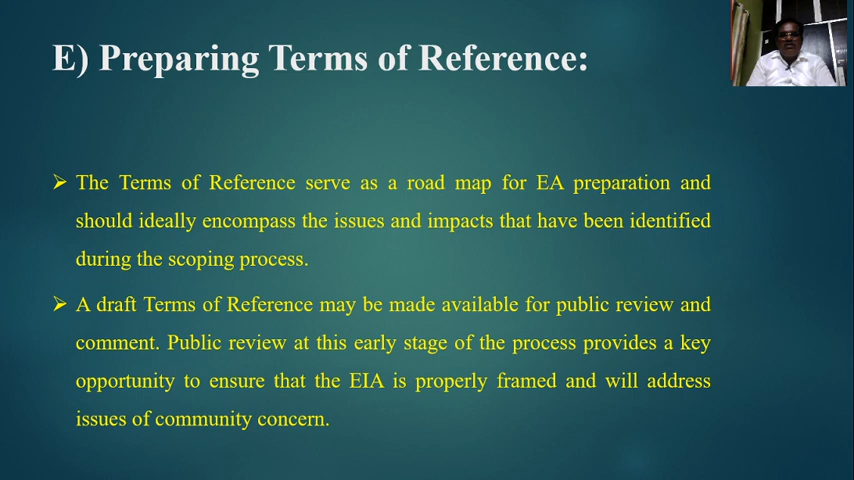 E) Preparing Terms of Reference:
The Terms of Reference serve as a road map for EA preparation and
should ideally encompass the issues and impacts that have been identified
during the scoping process.
A draft Terms of Reference may be made available for public review and
comment. Public review at this early stage of the process provides a key
opportunity to ensure that the EIA is properly framed and will address
issues of community concern.